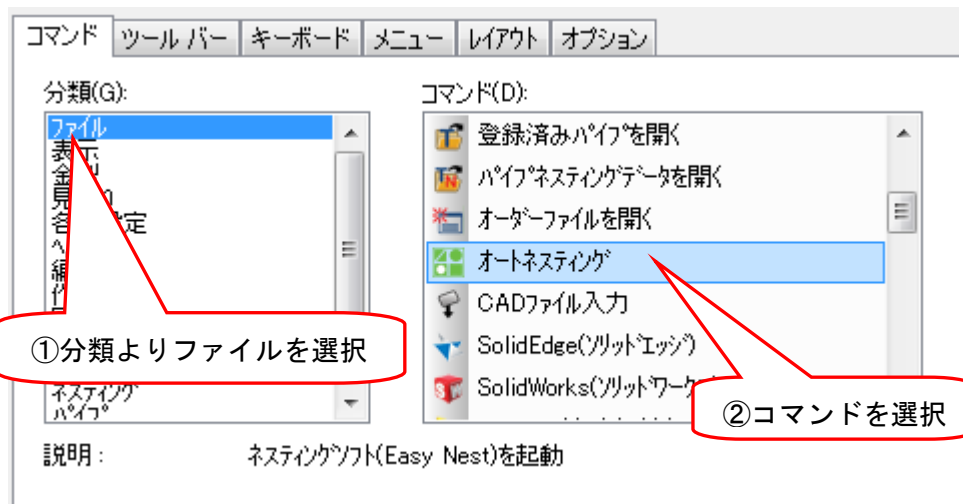 コマンド ツール バー キーボード メニュー レイアウト オプション
分類(G):
コマンド(D):
ファイル
表示
定
ネスティング
パイプ
登録済みパイプを開く
パイプネスティングデータを開く
オーダーファイルを開く
オートネスティング
CADファイル入力
SolidEdge(ソリッドエッジ)
SolidWorks(ソリッドワーク
①分類よりファイルを選択
②コマンドを選択
説明 : ネスティングソフト(Easy Nest)を起動